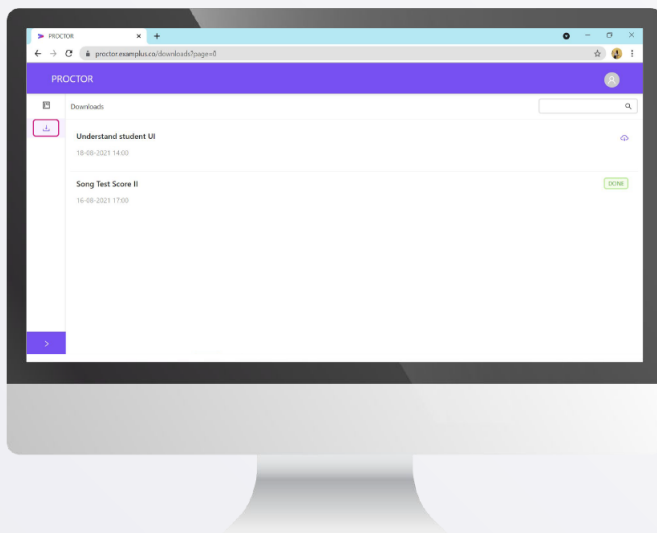 PROCTOR
proctor.examplus.co/downloads?page=0
PROCTOR
Downloads
Understand student UI
18-08-2021 14:00
Song Test Score II
DONE
16-08-2021 17:00